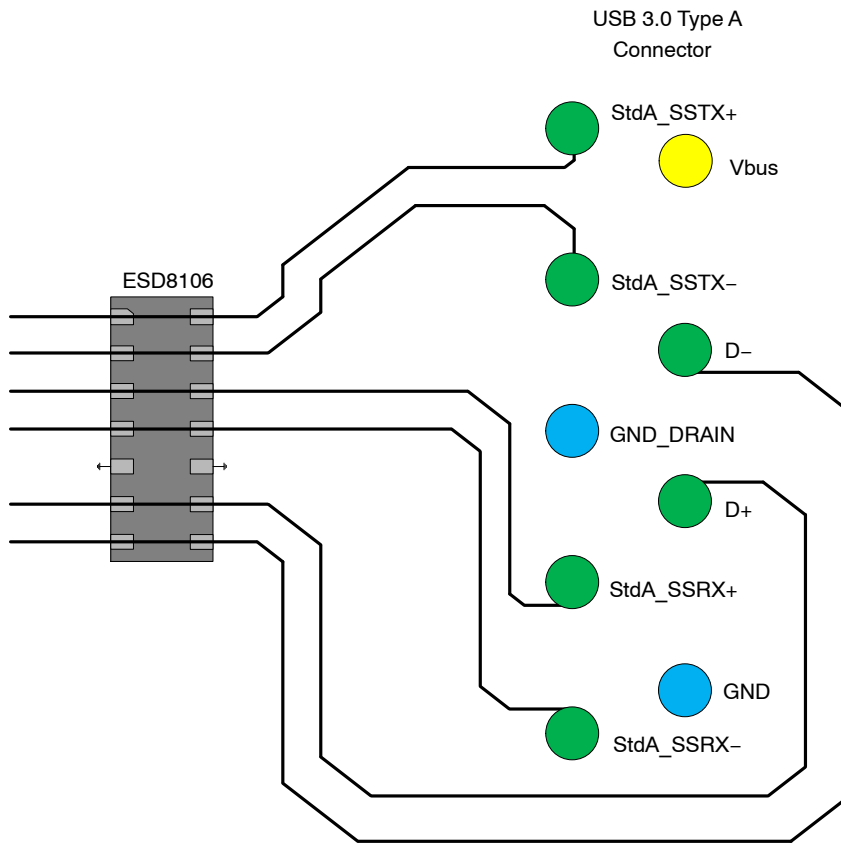 USB 3.0 Type A
Connector
StdA_SSTX+
Vbus
ESD8106
StdA_SSTX−
D−
GND_DRAIN
D+
StdA_SSRX+
GND
StdA_SSRX−